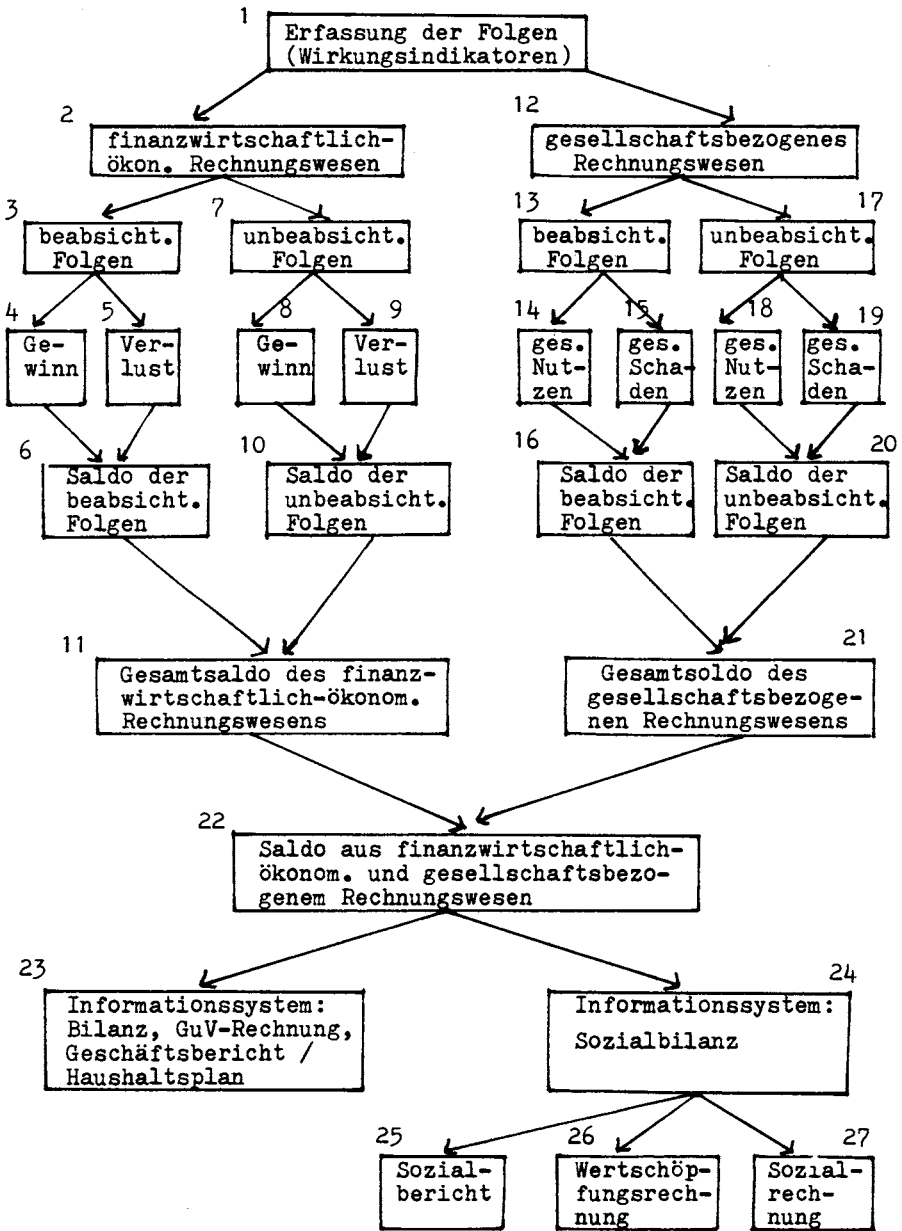 1
Erfassung der Folgen
(Wirkungsindikatoren)
2
finanzwirtschaftlich-
ökon. Rechnungswesen
12
gesellschaftsbezogenes
Rechnungswesen
3
beabsicht.
Folgen
7
unbeabsicht.
Folgen
13
beabsicht.
Folgen
17
unbeabsicht.
Folgen
4
Ge-
winn
5
Ver-
lust
8
Ge-
winn
9
Ver-
lust
14
ges.
Nut-
zen
15
ges.
Scha-
den
18
ges.
Nut-
zen
19
ges.
Scha-
den
6
Saldo der
beabsicht.
Folgen
10
Saldo der
unbeabsicht.
Folgen
16
Saldo der
beabsicht.
Folgen
20
Saldo der
unbeabsicht.
Folgen
11
Gesamtsaldo des finanz-
wirtschaftlich-ökonom.
Rechnungswesens
21
Gesamtsoldo des
gesellschaftsbezoge-
nen Rechnungswesens
22
Saldo aus finanzwirtschaftlich-
ökonom. und gesellschaftsbezo-
genem Rechnungswesen
23
Informationssystem:
Bilanz, GuV-Rechnung,
Geschäftsbericht /
Haushaltsplan
24
Informationssystem:
Sozialbilanz
25
Sozial-
bericht
26
Wertschöp-
fungsrech-
nung
27
Sozial-
rech-
nung